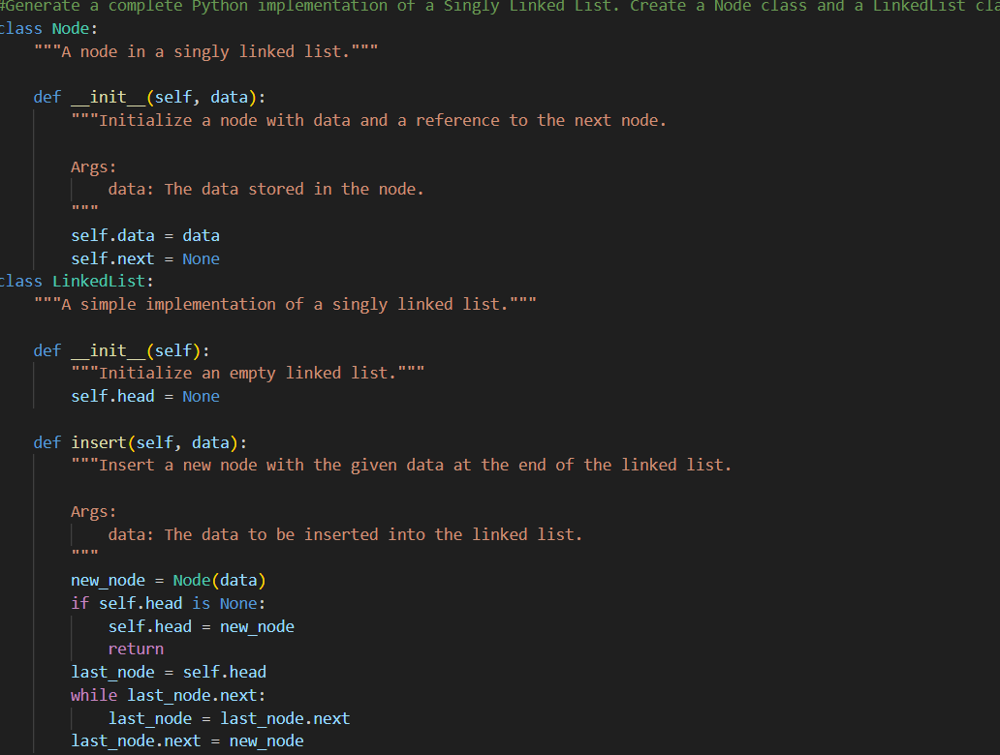 #Generate a complete Python implementation of a Singly Linked List. Create a Node class and a LinkedList
class Node:
    """A node in a singly linked list."""

    def __init__(self, data):
        """Initialize a node with data and a reference to the next node.

        Args:
            data: The data stored in the node.
        """
        self.data = data
        self.next = None
class LinkedList:
    """A simple implementation of a singly linked list."""

    def __init__(self):
        """Initialize an empty linked list."""
        self.head = None

    def insert(self, data):
        """Insert a new node with the given data at the end of the linked list.

        Args:
            data: The data to be inserted into the linked list.
        """
        new_node = Node(data)
        if self.head is None:
            self.head = new_node
            return
        last_node = self.head
        while last_node.next:
            last_node = last_node.next
        last_node.next = new_node